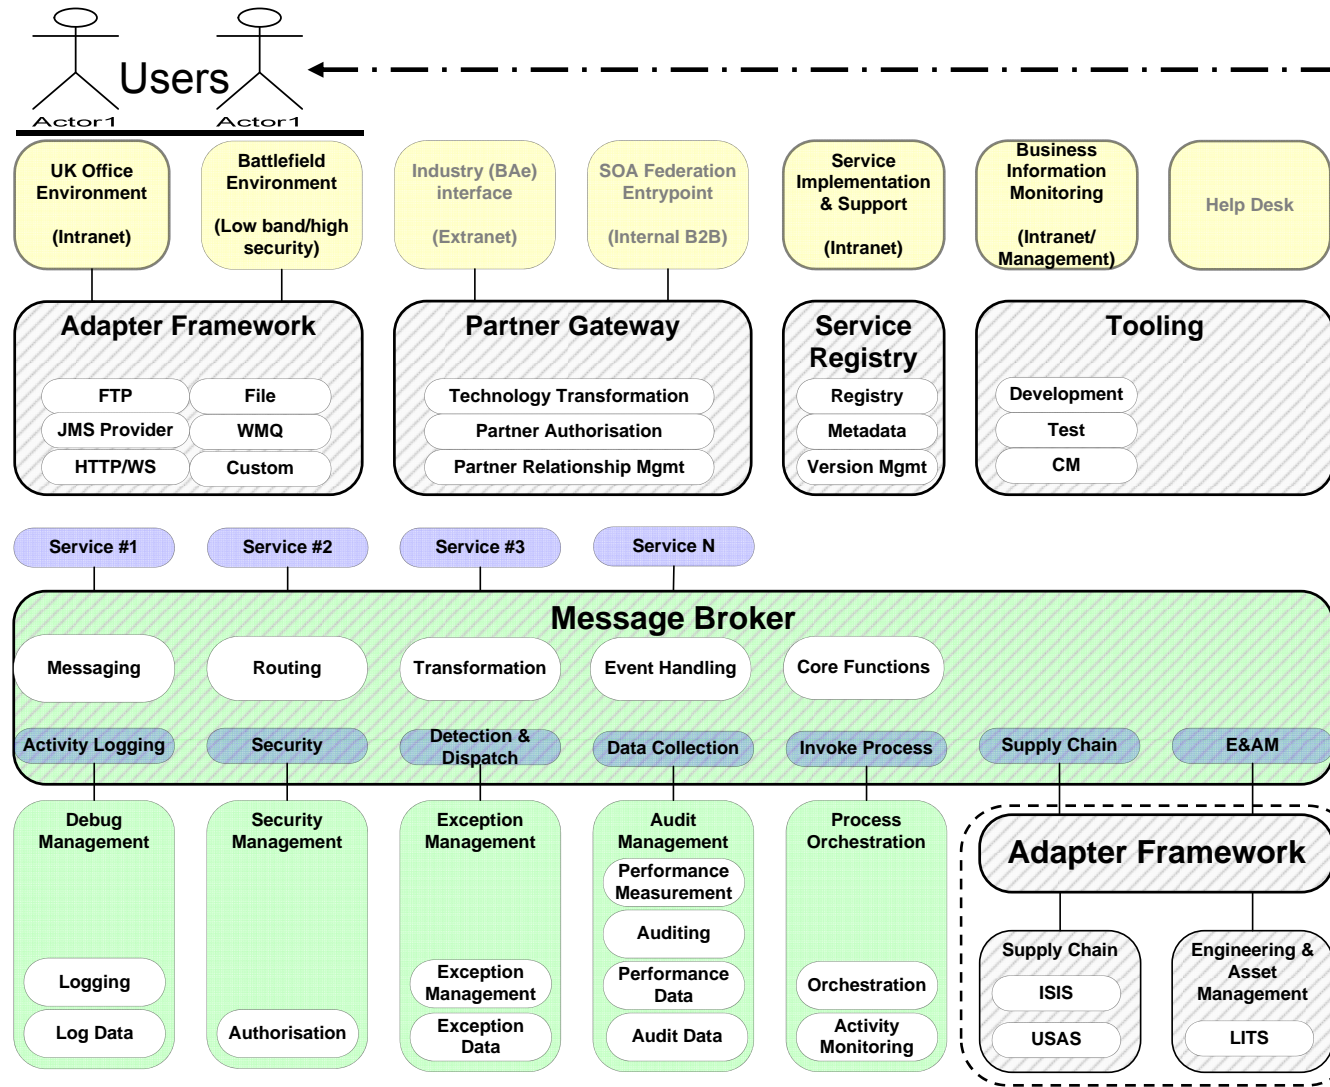 Users
Actor1
Actor1
UK Office
Environment
(Intranet)
Battlefield
Environment
(Low band/high
security)
Industry (BAe)
interface
(Extranet)
SOA Federation
Entrypoint
(Internal B2B)
Service
Implementation
& Support
(Intranet)
Business
Information
Monitoring
(Intranet/
Management)
Help Desk
Adapter Framework
FTP
File
JMS Provider
WMQ
HTTP/WS
Custom
Partner Gateway
Technology Transformation
Partner Authorisation
Partner Relationship Mgmt
Service
Registry
Registry
Metadata
Version Mgmt
Tooling
Development
Test
CM
Service #1
Service #2
Service #3
Service N
Message Broker
Messaging
Routing
Transformation
Event Handling
Core Functions
Activity Logging
Security
Detection &
Dispatch
Data Collection
Invoke Process
Supply Chain
E&AM
Debug
Management
Logging
Log Data
Security
Management
Authorisation
Exception
Management
Exception
Management
Exception
Data
Audit
Management
Performance
Measurement
Auditing
Performance
Data
Audit Data
Process
Orchestration
Orchestration
Activity
Monitoring
Adapter Framework
Supply Chain
ISIS
USAS
Engineering &
Asset
Management
LITS